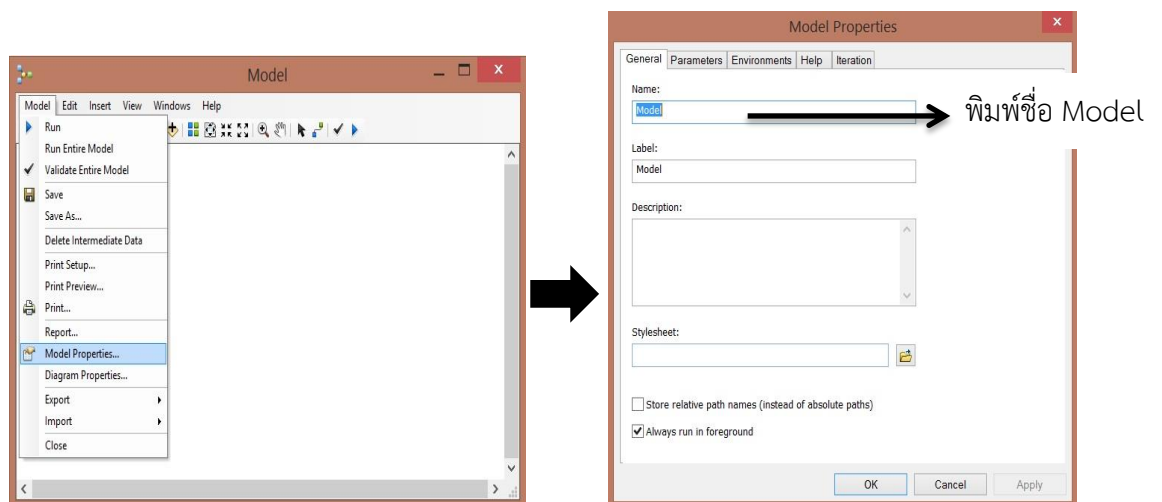 Model
Model Edit Insert View Windows Help
Run
Run Entire Model
Validate Entire Model
Save
Save As...
Delete Intermediate Data
Print Setup...
Print Preview...
Print...
Report...
Model Properties...
Diagram Properties...
Export
Import
Close
Model Properties
General Parameters Environments Help Iteration
Name:
Model
พิมพ์ชื่อ Model
Label:
Model
Description:
Stylesheet:
Store relative path names (instead of absolute paths)
Always run in foreground
OK Cancel Apply